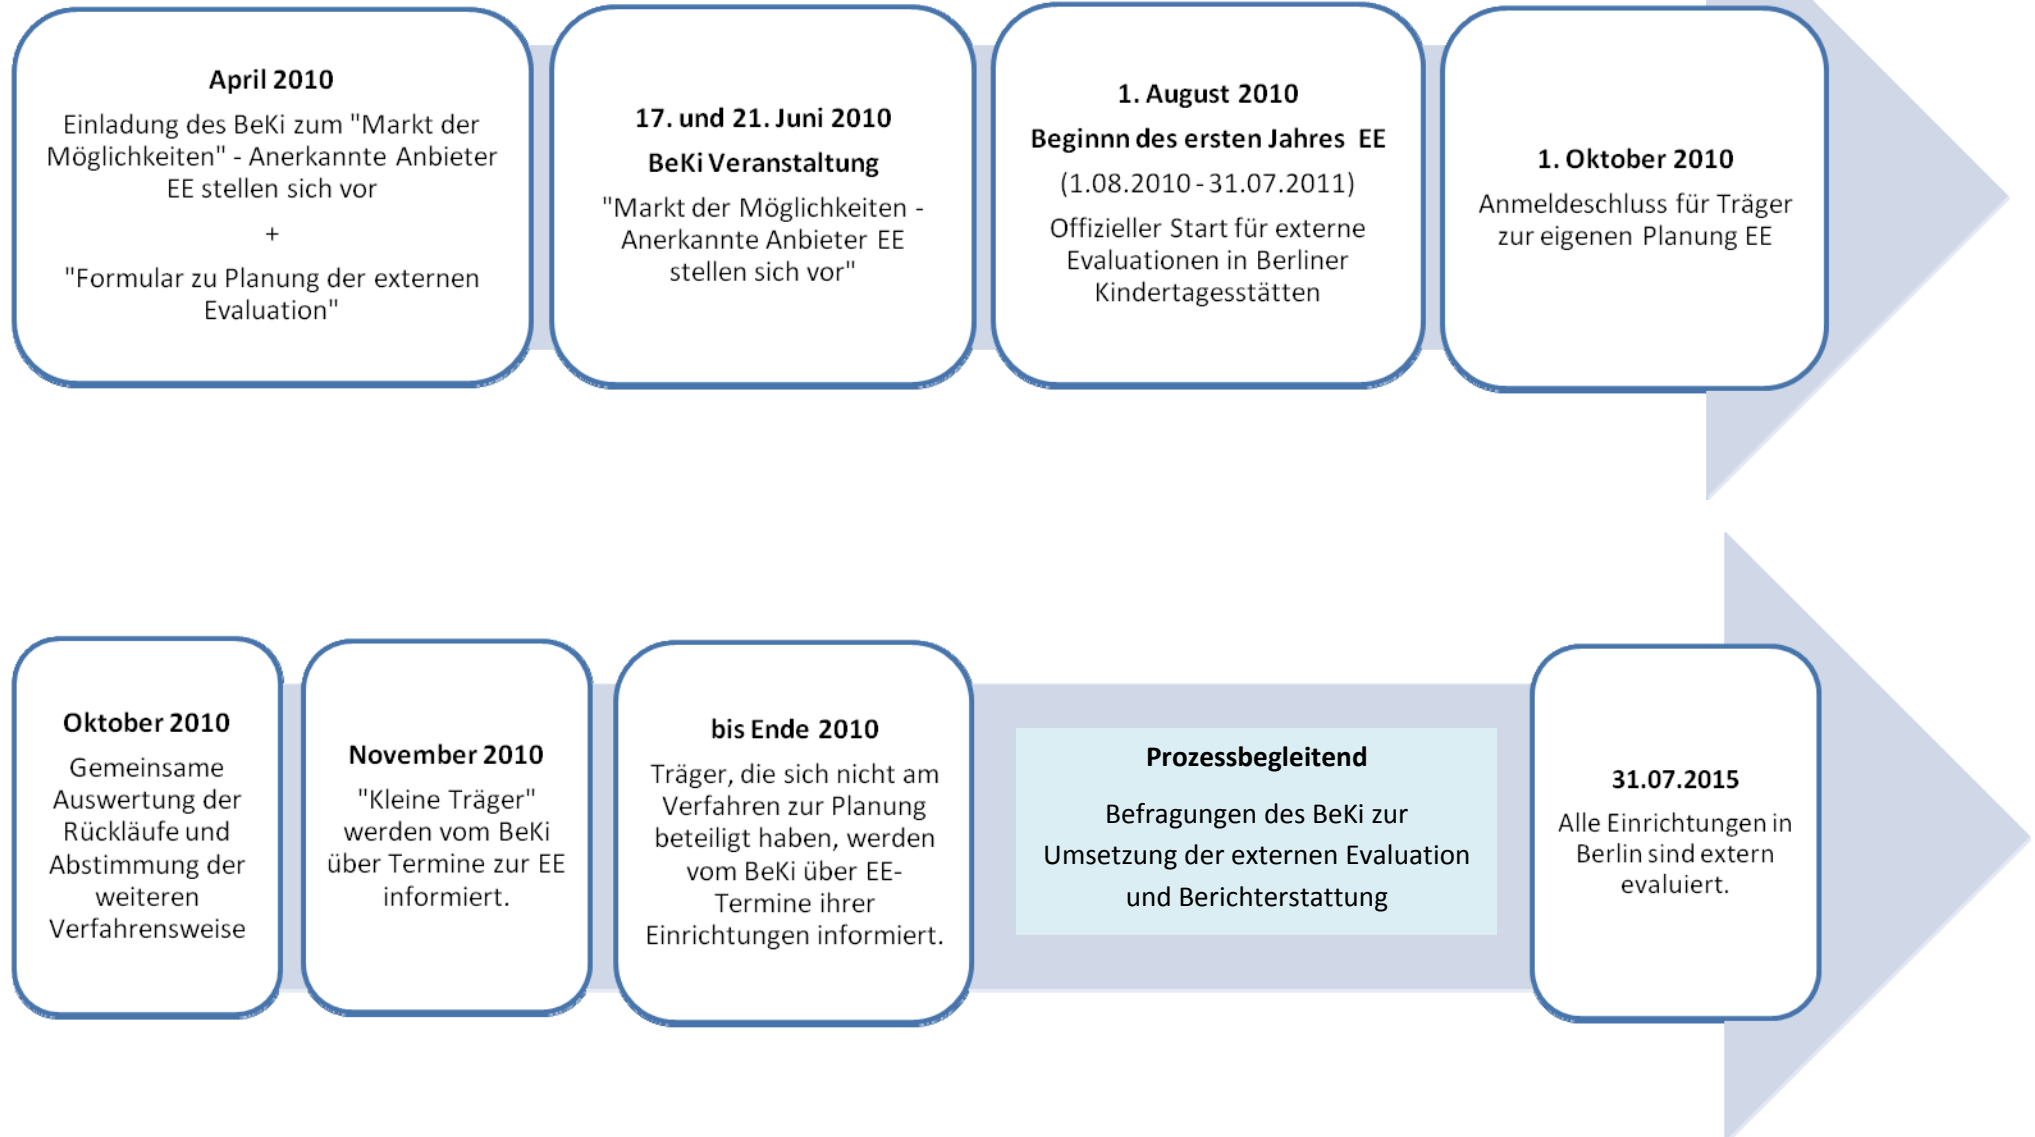 April 2010
Einladung des BeKi zum "Markt der
Möglichkeiten" - Anerkannte Anbieter
EE stellen sich vor
+
"Formular zu Planung der externen
Evaluation"
17. und 21. Juni 2010
BeKi Veranstaltung
"Markt der Möglichkeiten -
Anerkannte Anbieter EE
stellen sich vor"
1. August 2010
Beginnn des ersten Jahres EE
(1.08.2010 - 31.07.2011)
Offizieller Start für externe
Evaluationen in Berliner
Kindertagesstätten
1. Oktober 2010
Anmeldeschluss für Träger
zur eigenen Planung EE
Oktober 2010
Gemeinsame
Auswertung der
Rückläufe und
Abstimmung der
weiteren
Verfahrensweise
November 2010
"Kleine Träger"
werden vom BeKi
über Termine zur EE
informiert.
bis Ende 2010
Träger, die sich nicht am
Verfahren zur Planung
beteiligt haben, werden
vom BeKi über EE-
Termine ihrer
Einrichtungen informiert.
Prozessbegleitend
Befragungen des BeKi zur
Umsetzung der externen Evaluation
und Berichterstattung
31.07.2015
Alle Einrichtungen in
Berlin sind extern
evaluiert.